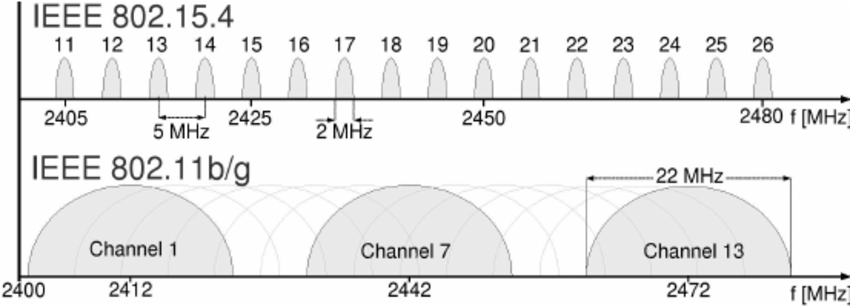 IEEE 802.15.4
11 12 13 14 15 16 17 18 19 20 21 22 23 24 25 26
2405 2425 2450 2480 f [MHz]
5 MHz 2 MHz
IEEE 802.11b/g
22 MHz
Channel 1 Channel 7 Channel 13
2400 2412 2442 2472 f [MHz]